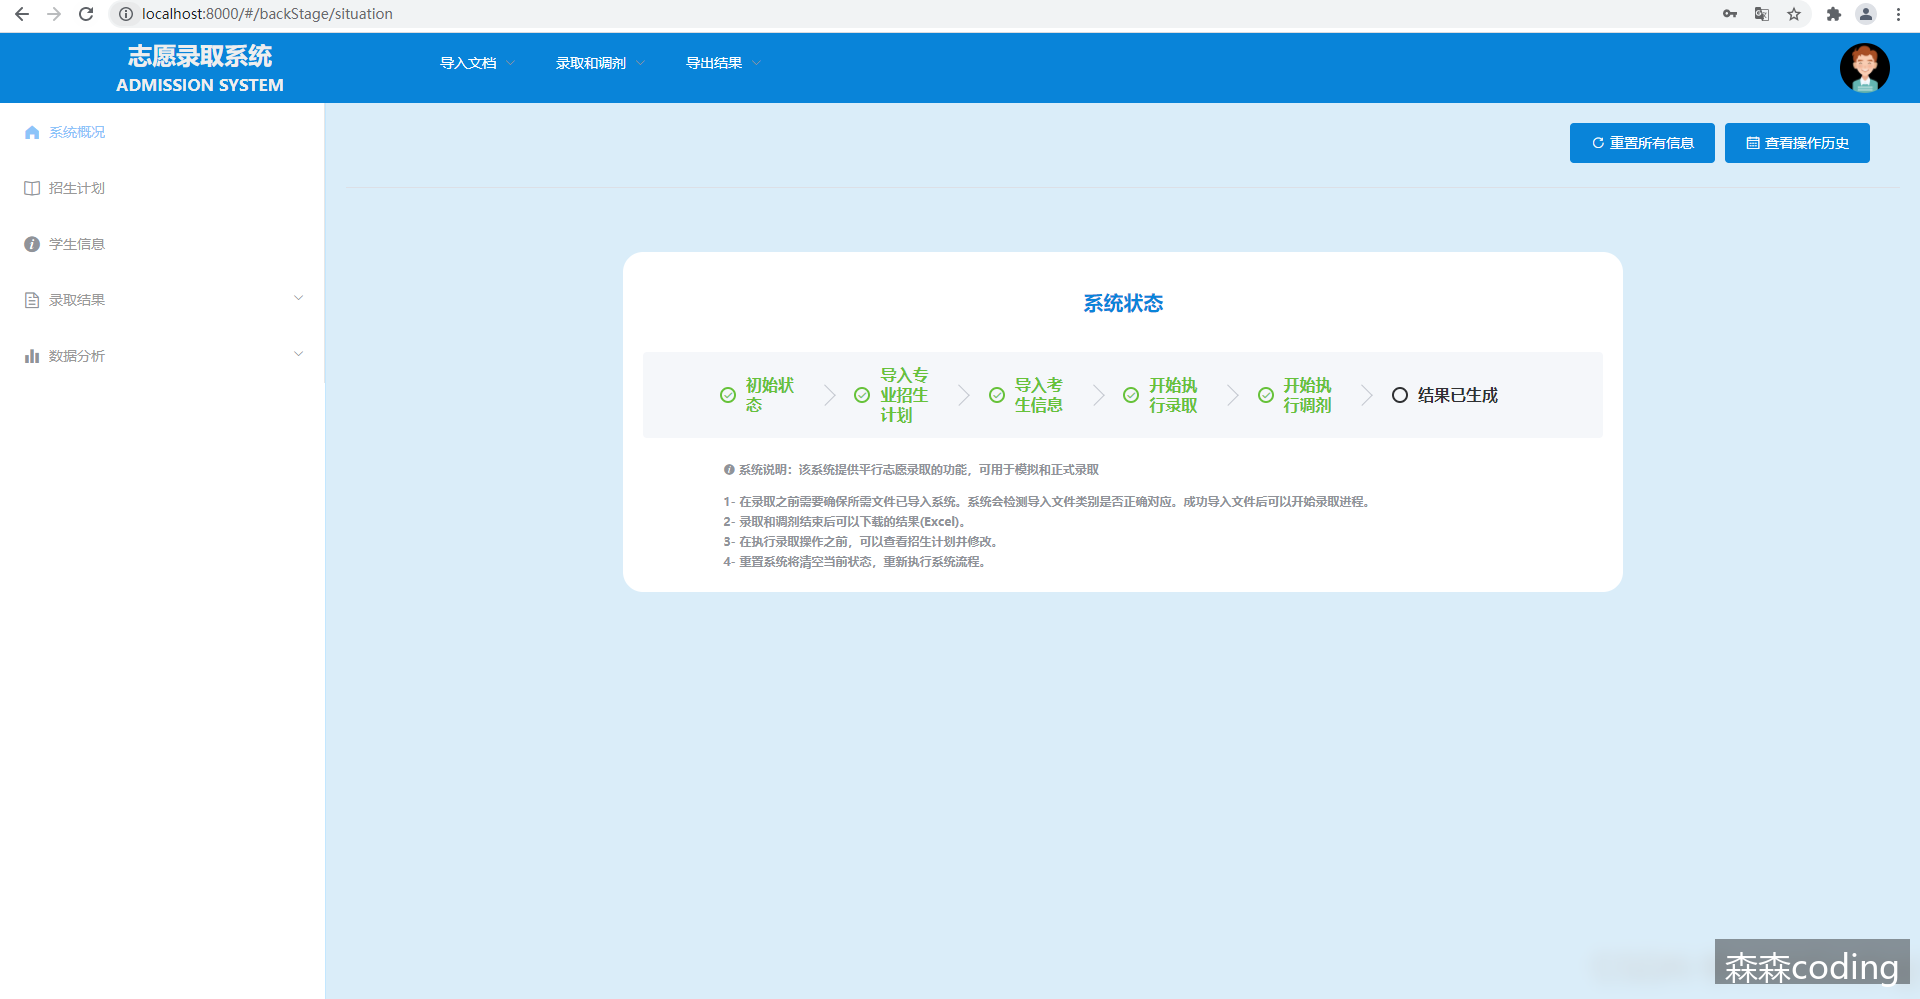 localhost:8000/#/backStage/situation
志愿录取系统
ADMISSION SYSTEM
导入文档
录取和调剂
导出结果
系统概况
招生计划
学生信息
录取结果
数据分析
重置所有信息
查看操作历史
系统状态
初始状
态
导入专
业招生
计划
导入考
生信息
开始执
行录取
开始执
行调剂
结果已生成
系统说明：该系统提供平行志愿录取的功能，可用于模拟和正式录取
1- 在录取之前需要确保所需文件已导入系统。系统会检测导入文件类别是否正确对应。成功导入文件后可以开始录取进程。
2- 录取和调剂结束后可以下载的结果(Excel)。
3- 在执行录取操作之前，可以查看招生计划并修改。
4- 重置系统将清空当前状态，重新执行系统流程。
森森coding